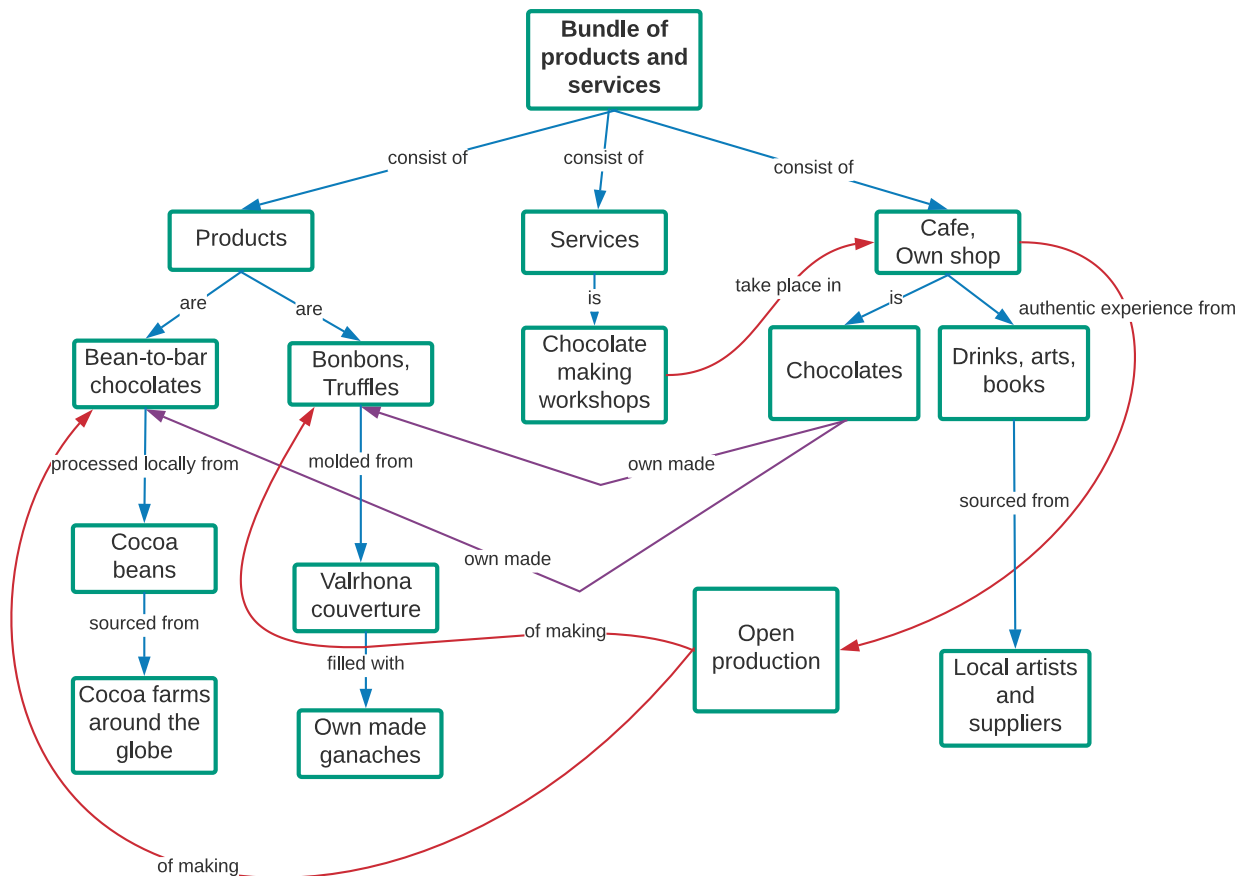 Bundle of
products and
services
consist of
consist of
consist of
Products
Services
Cafe,
Own shop
are
are
is
take place in
is
authentic experience from
Bean-to-bar
chocolates
Bonbons,
Truffles
Chocolate
making
workshops
Chocolates
Drinks, arts,
books
processed locally from
molded from
own made
sourced from
own made
Cocoa
beans
Valrhona
couverture
sourced from
of making
Open
production
filled with
Cocoa farms
around the
globe
Own made
ganaches
Local artists
and
suppliers
of making